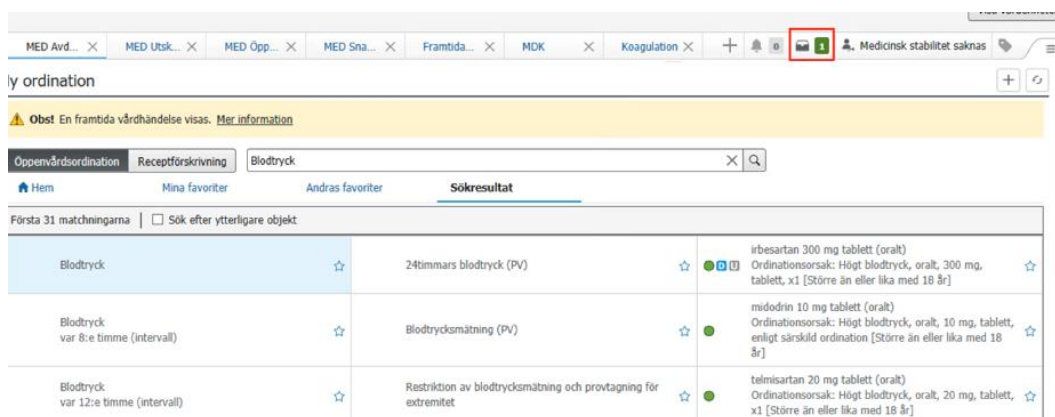 MED Avd... MED Utsk... MED Öpp... MED Sna... Framtida... MDK Koagulation 0 1 Medicinsk stabilitet saknas
y ordination
Obs! En framtida vårdhändelse visas. Mer information
Öppenvårdsordination Receptförskrivning Blodtryck
Hem Mina favoriter Andras favoriter Sökresultat
Första 31 matchningarna Sök efter ytterligare objekt
Blodtryck
24timmars blodtryck (PV)
irbesartan 300 mg tablett (oralt)
Ordinationsorsak: Högt blodtryck, oralt, 300 mg,
tablett, x1 [Större än eller lika med 18 år]
Blodtryck
var 8:e timme (intervall)
Blodtrycksmätning (PV)
midodrin 10 mg tablett (oralt)
Ordinationsorsak: Högt blodtryck, oralt, 10 mg, tablett,
enligt särskild ordination [Större än eller lika med 18
år]
Blodtryck
var 12:e timme (intervall)
Restriktion av blodtrycksmätning och provtagning för
extremitet
telmisartan 20 mg tablett (oralt)
Ordinationsorsak: Högt blodtryck, oralt, 20 mg, tablett,
x1 [Större än eller lika med 18 år]